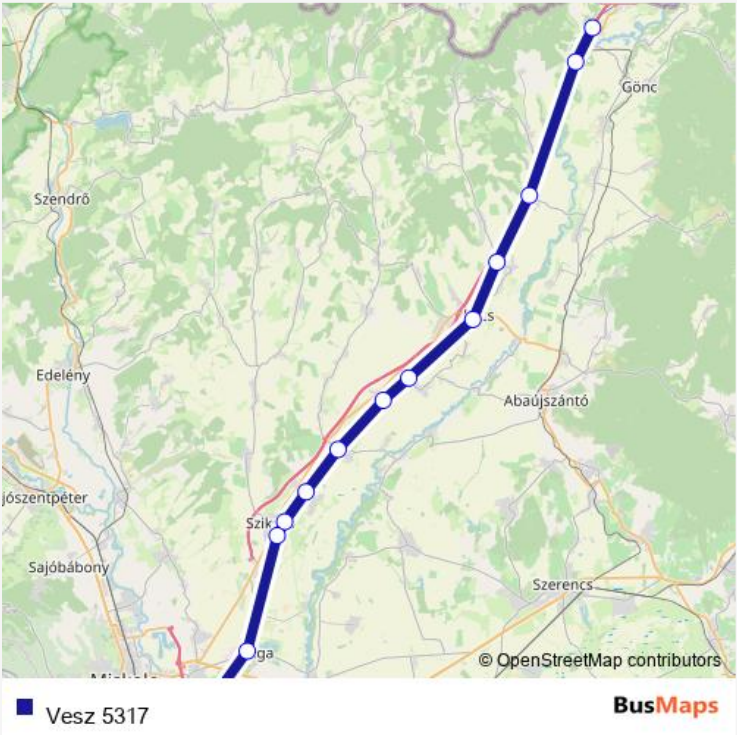 Gönc
Szendrő
Edelény
Abaújszántó
jószentpéter
Szik
Sajóbábony
Szerencs
ga
© OpenStreetMap contributors
Vesz 5317
BusMaps